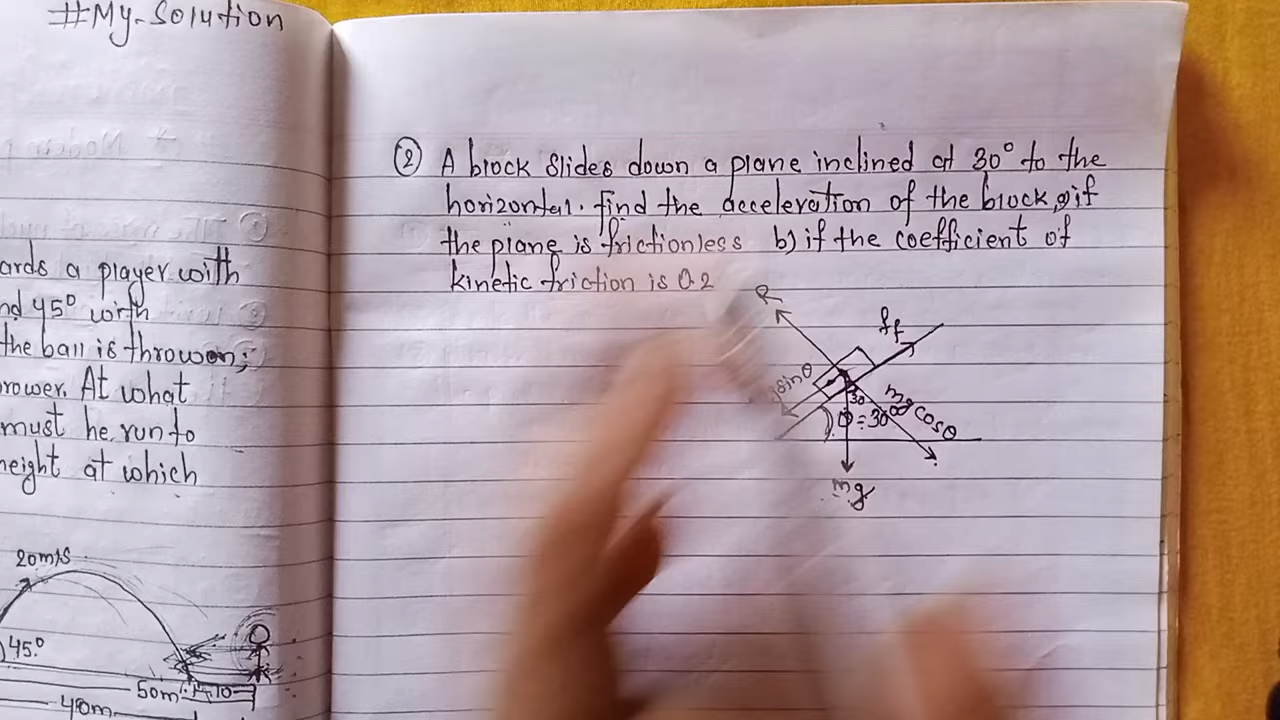 #My-Solution
② A block slides down a plane inclined at 30° to the
horizontal. find the acceleration of the block, if
the plane is frictionless b) if the coefficient of
kinetic friction is 0.2
R
ff
sinθ
30
mg cosθ
θ=30°
mg
ards a player with
nd 45° with
the ball is thrown;
rower. At what
must he run to
height at which
20m/s
45°
50m
10
40m